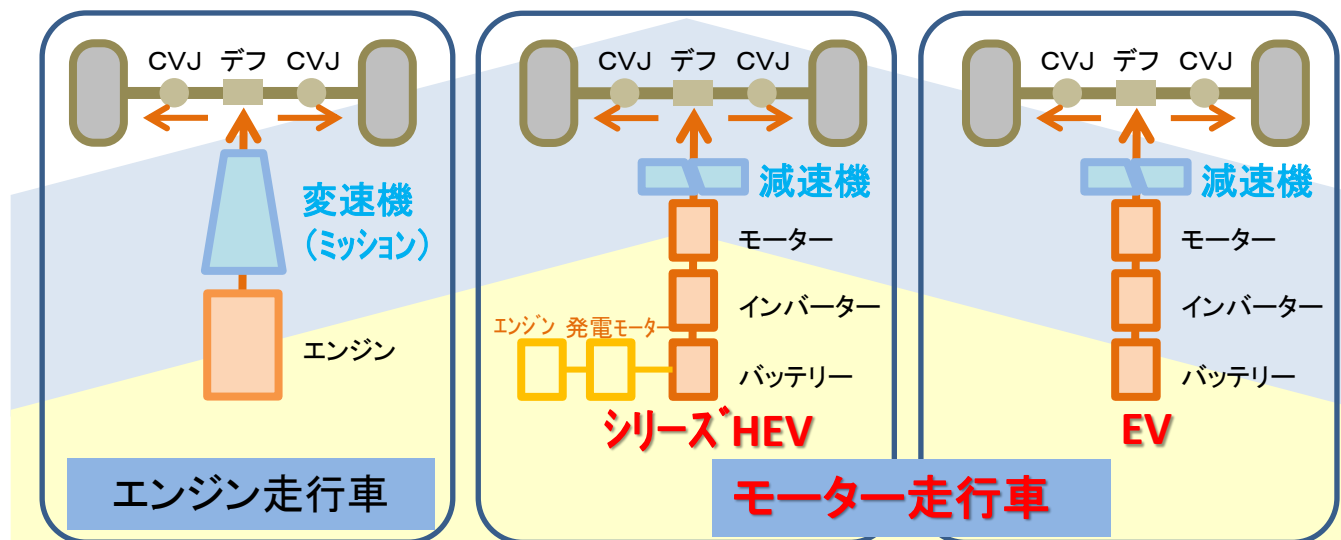 CVJ デフ CVJ
変速機
(ミッション)
エンジン
エンジン走行車
CVJ デフ CVJ
減速機
モーター
インバーター
エンジン 発電モーター
バッテリー
シリーズHEV
CVJ デフ CVJ
減速機
モーター
インバーター
バッテリー
EV
モーター走行車